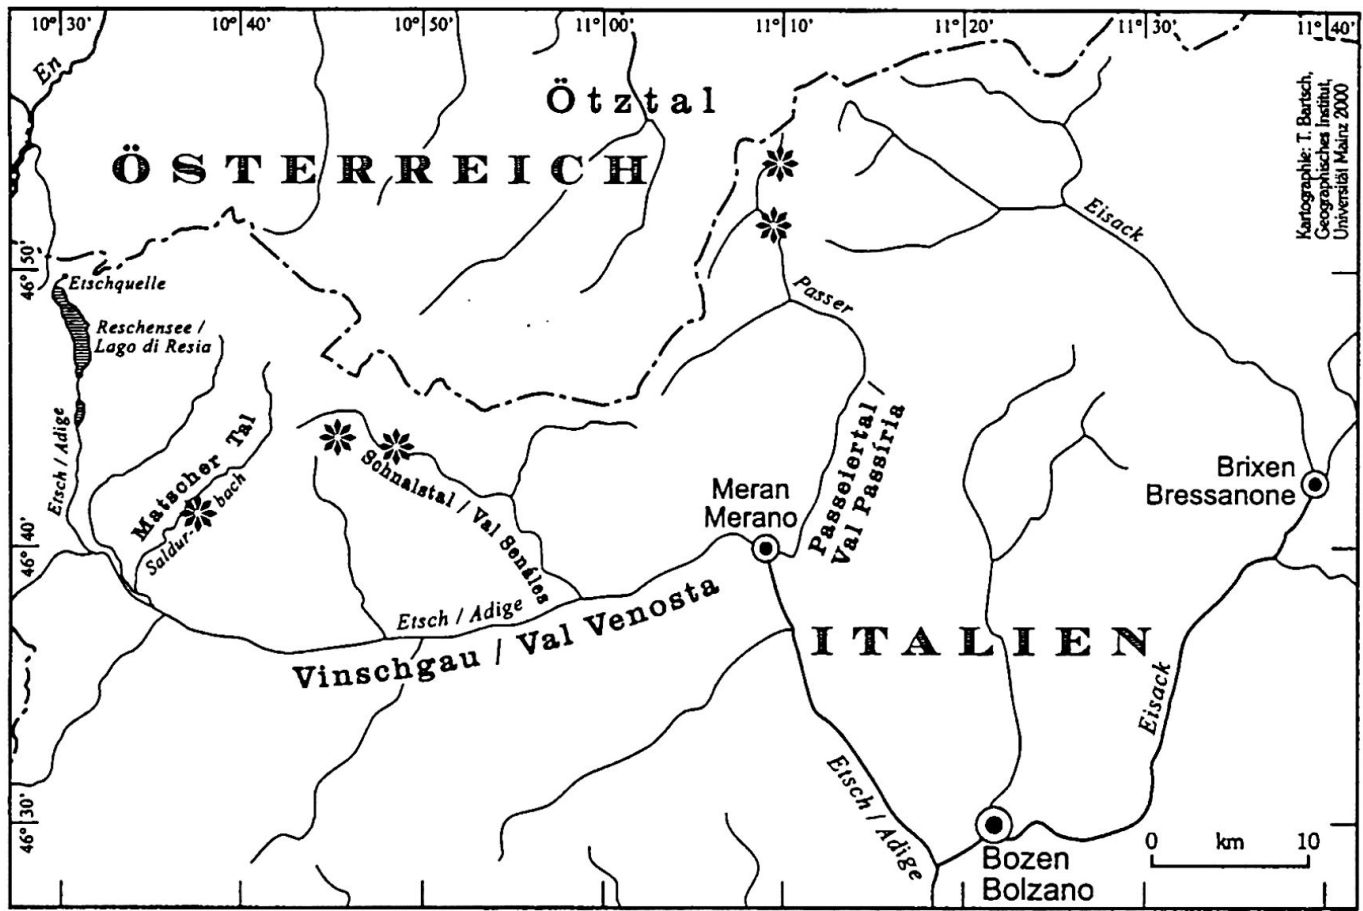 10°30'
10°40'
10°50'
11°00'
11°10'
11°20'
11°30'
11°40'
En
Ötztal
ÖSTERREICH
Kartographie: T. Bartsch,
Geographisches Institut,
Universität Mainz 2000
Eisack
46°50'
Etschquelle
Passer
Reschensee /
Lago di Resia
Etsch / Adige
Matscher Tal
Saldur-bach
Schnalstal / Val Senáles
Passeiertal /
Val Passíria
Meran
Merano
Brixen
Bressanone
46°40'
Etsch / Adige
Vinschgau / Val Venosta
ITALIEN
Eisack
Etsch / Adige
46°30'
0 km 10
Bozen
Bolzano